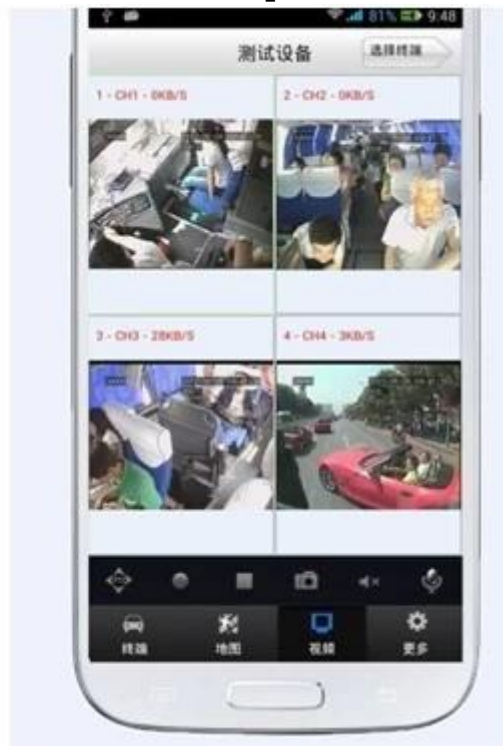 81% 9:48
测试设备 选择终端
1 - CH1 - 0KB/S 2 - CH2 - 0KB/S
3 - CH3 - 28KB/S 4 - CH4 - 3KB/S
终端 地图 视频 更多